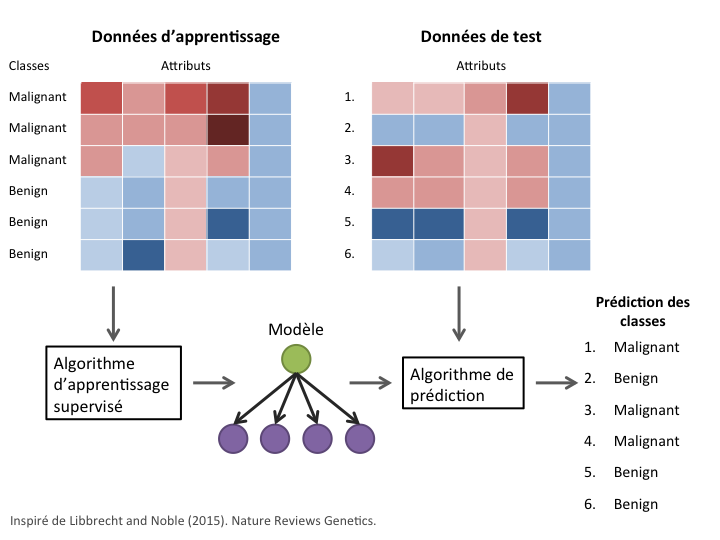 Données d’apprentissage
Données de test
Classes
Attributs
Attributs
Malignant
Malignant
Malignant
Benign
Benign
Benign
1.
2.
3.
4.
5.
6.
Algorithme
d’apprentissage
supervisé
Modèle
Algorithme de
prédiction
Prédiction des
classes
1. Malignant
2. Benign
3. Malignant
4. Malignant
5. Benign
6. Benign
Inspiré de Libbrecht and Noble (2015). Nature Reviews Genetics.